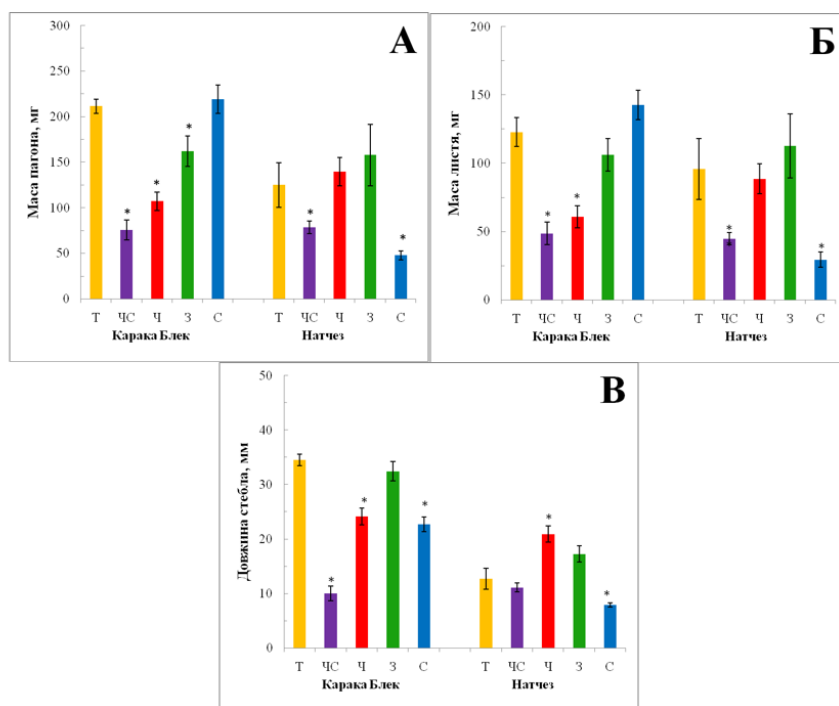 А
Маса пагона, мг
300
250
200
150
100
50
0
* * * * *
Т ЧС Ч З С Т ЧС Ч З С
Карака Блек Натчез
Б
Маса листя, мг
200
150
100
50
0
* * * *
Т ЧС Ч З С Т ЧС Ч З С
Карака Блек Натчез
В
Довжина стебла, мм
50
40
30
20
10
0
* * * * *
Т ЧС Ч З С Т ЧС Ч З С
Карака Блек Натчез